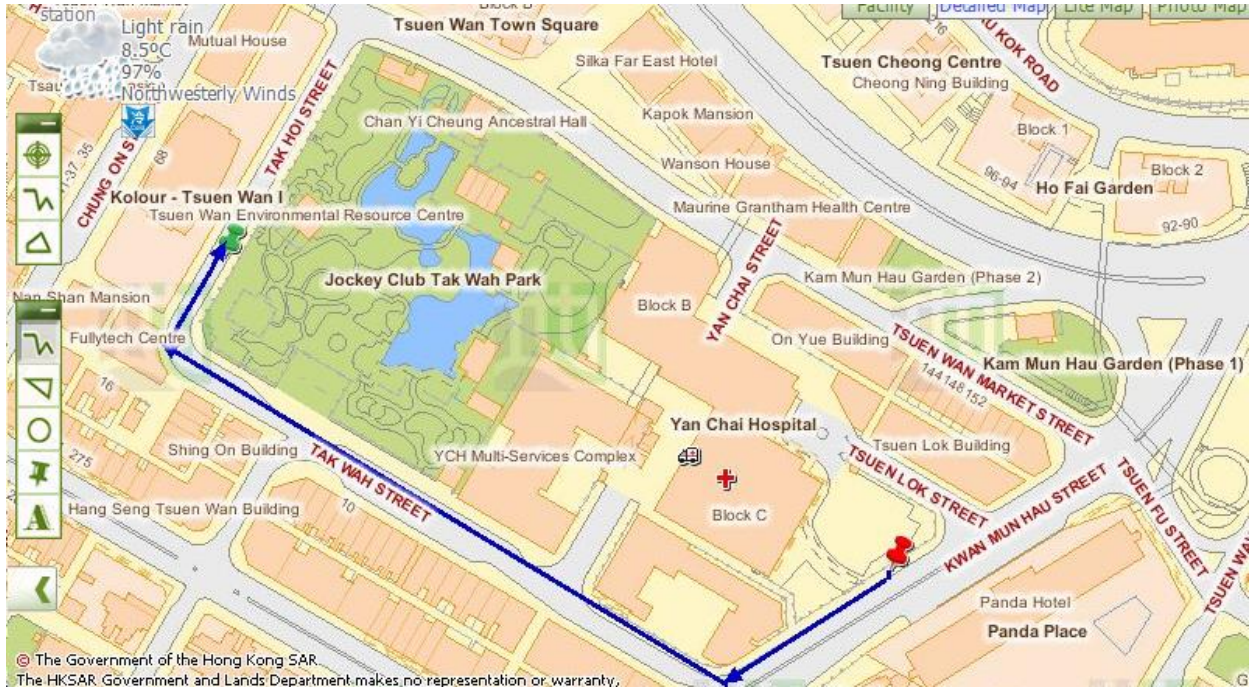 Block B
Facility
Detailed Map
Lite Map
Photo Map
station
Light rain
8.5ºC
97%
Northwesterly Winds
Mutual House
Tsuen Wan Town Square
Silka Far East Hotel
Tsuen Cheong Centre
Cheong Ning Building
KOK ROAD
216
Kapok Mansion
Chan Yi Cheung Ancestral Hall
TAK HOI STREET
Block 1
Block 2
96-94
Ho Fai Garden
92-90
Wanson House
68
CHUNG ON S
Kolour - Tsuen Wan I
Tsuen Wan Environmental Resource Centre
Maurine Grantham Health Centre
YAN CHAI STREET
Jockey Club Tak Wah Park
Kam Mun Hau Garden (Phase 2)
Nan Shan Mansion
Block B
Fullytech Centre
On Yue Building
TSUEN WAN MARKET STREET
Kam Mun Hau Garden (Phase 1)
144148152
16
Yan Chai Hospital
Shing On Building
TAK WAH STREET
YCH Multi-Services Complex
Tsuen Lok Building
275
TSUEN LOK STREET
KWAN MUN HAU STREET
TSUEN FU STREET
TSUEN WAN
10
Hang Seng Tsuen Wan Building
Block C
Panda Hotel
Panda Place
A
© The Government of the Hong Kong SAR.
The HKSAR Government and Lands Department makes no representation or warranty,